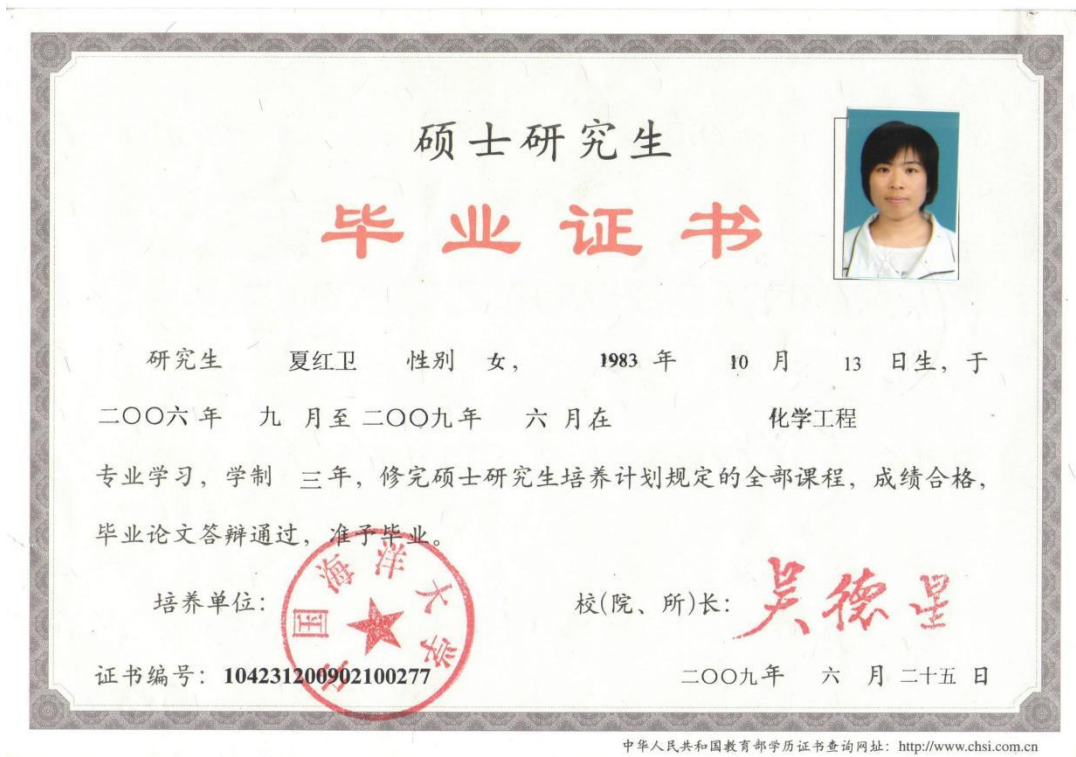 硕士研究生
毕业证书
研究生 夏红卫 性别 女， 1983 年 10 月 13 日生，于
二〇〇六年 九 月至二〇〇九年 六 月在 化学工程
专业学习，学制 三年，修完硕士研究生培养计划规定的全部课程，成绩合格，
毕业论文答辩通过，准予毕业。
中国海洋大学
培养单位： 校(院、所)长： 吴德星
证书编号：104231200902100277 二〇〇九年 六 月 二十五 日
中华人民共和国教育部学历证书查询网址：http://www.chsi.com.cn